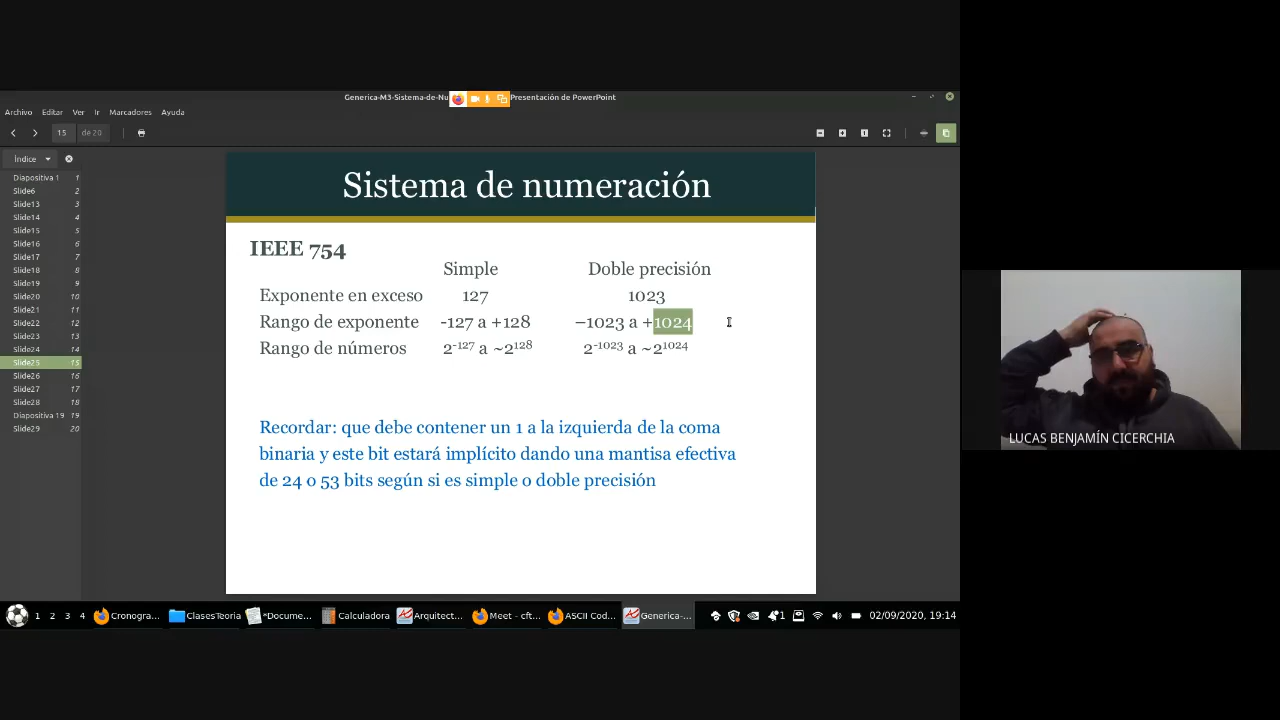 Generica-M3-Sistema-de-Nu Presentación de PowerPoint
Archivo Editar Ver Ir Marcadores Ayuda
15 de 20
Índice
Diapositiva 1 1
Slide6 2
Slide13 3
Slide14 4
Slide15 5
Slide16 6
Slide17 7
Slide18 8
Slide19 9
Slide20 10
Slide21 11
Slide22 12
Slide23 13
Slide24 14
Slide25 15
Slide26 16
Slide27 17
Slide28 18
Diapositiva 19 19
Slide29 20
Sistema de numeración
IEEE 754
Simple Doble precisión
Exponente en exceso 127 1023
Rango de exponente -127 a +128 –1023 a +1024
Rango de números 2⁻¹²⁷ a ~2¹²⁸ 2⁻¹⁰²³ a ~2¹⁰²⁴
Recordar: que debe contener un 1 a la izquierda de la coma
binaria y este bit estará implícito dando una mantisa efectiva
de 24 o 53 bits según si es simple o doble precisión
LUCAS BENJAMÍN CICERCHIA
1 2 3 4 Cronogra... ClasesTeoria *Docume... Calculadora Arquitect... Meet - cft... ASCII Cod... Generica-... 1 02/09/2020, 19:14